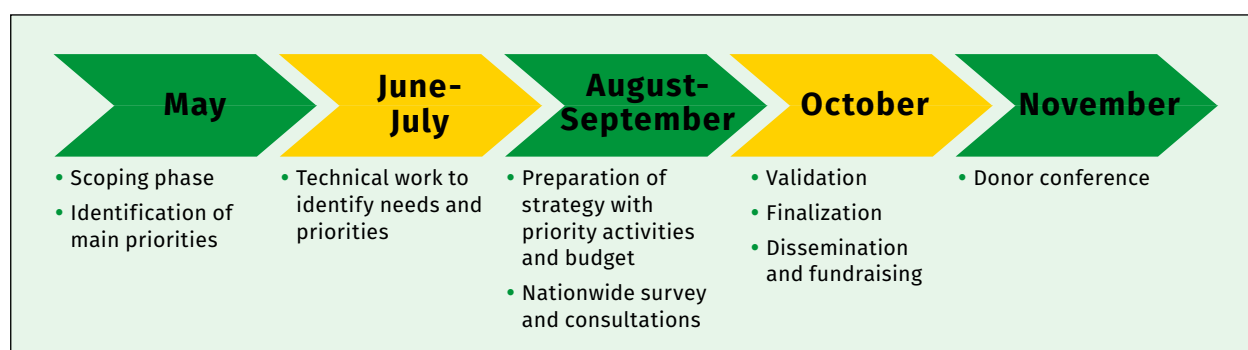 May
June-
July
August-
September
October
November
• Scoping phase
• Identification of
main priorities
• Technical work to
identify needs and
priorities
• Preparation of
strategy with
priority activities
and budget
• Nationwide survey
and consultations
• Validation
• Finalization
• Dissemination
and fundraising
• Donor conference